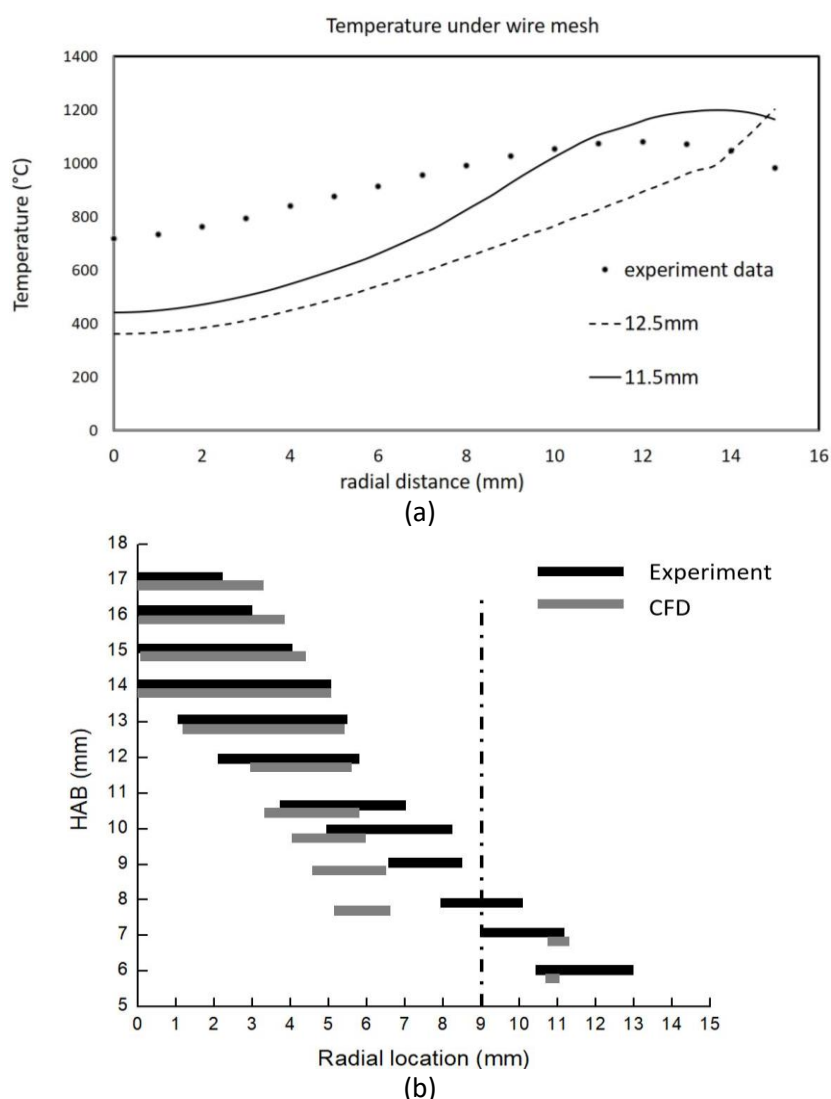 Temperature under wire mesh
1400
1200
1000
800
600
400
200
0
Temperature (°C)
experiment data
12.5mm
11.5mm
0 2 4 6 8 10 12 14 16
radial distance (mm)
(a)
18
17
16
15
14
13
12
11
10
9
8
7
6
5
HAB (mm)
Experiment
CFD
0 1 2 3 4 5 6 7 8 9 10 11 12 13 14 15
Radial location (mm)
(b)